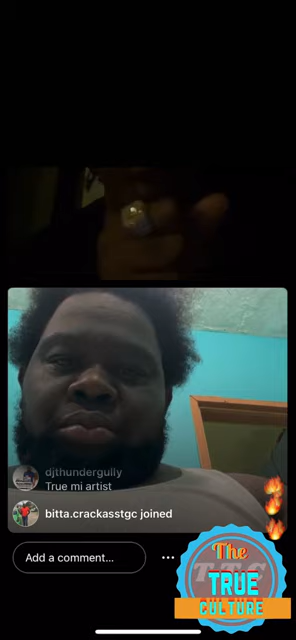 djthundergully
True mi artist
bitta.crackasstgc joined
Add a comment...
The
T.T.C
TRUE
CULTURE